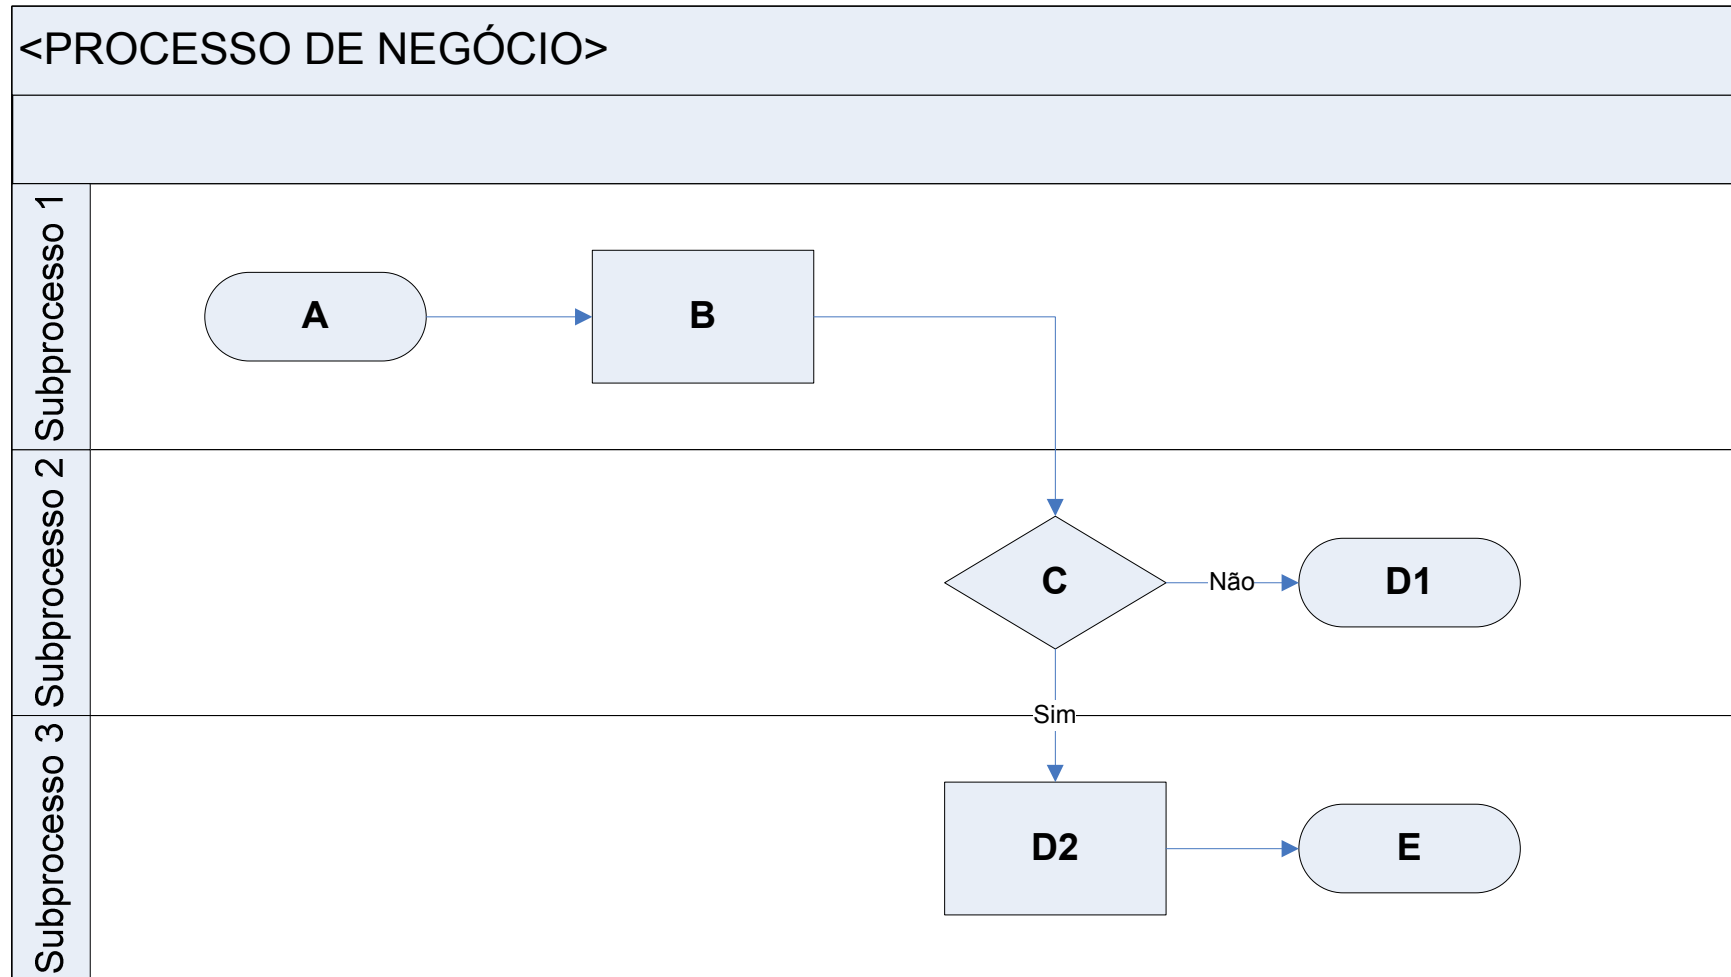 <PROCESSO DE NEGÓCIO>
Subprocesso 1
A
B
Subprocesso 2
C
Não
D1
Sim
Subprocesso 3
D2
E